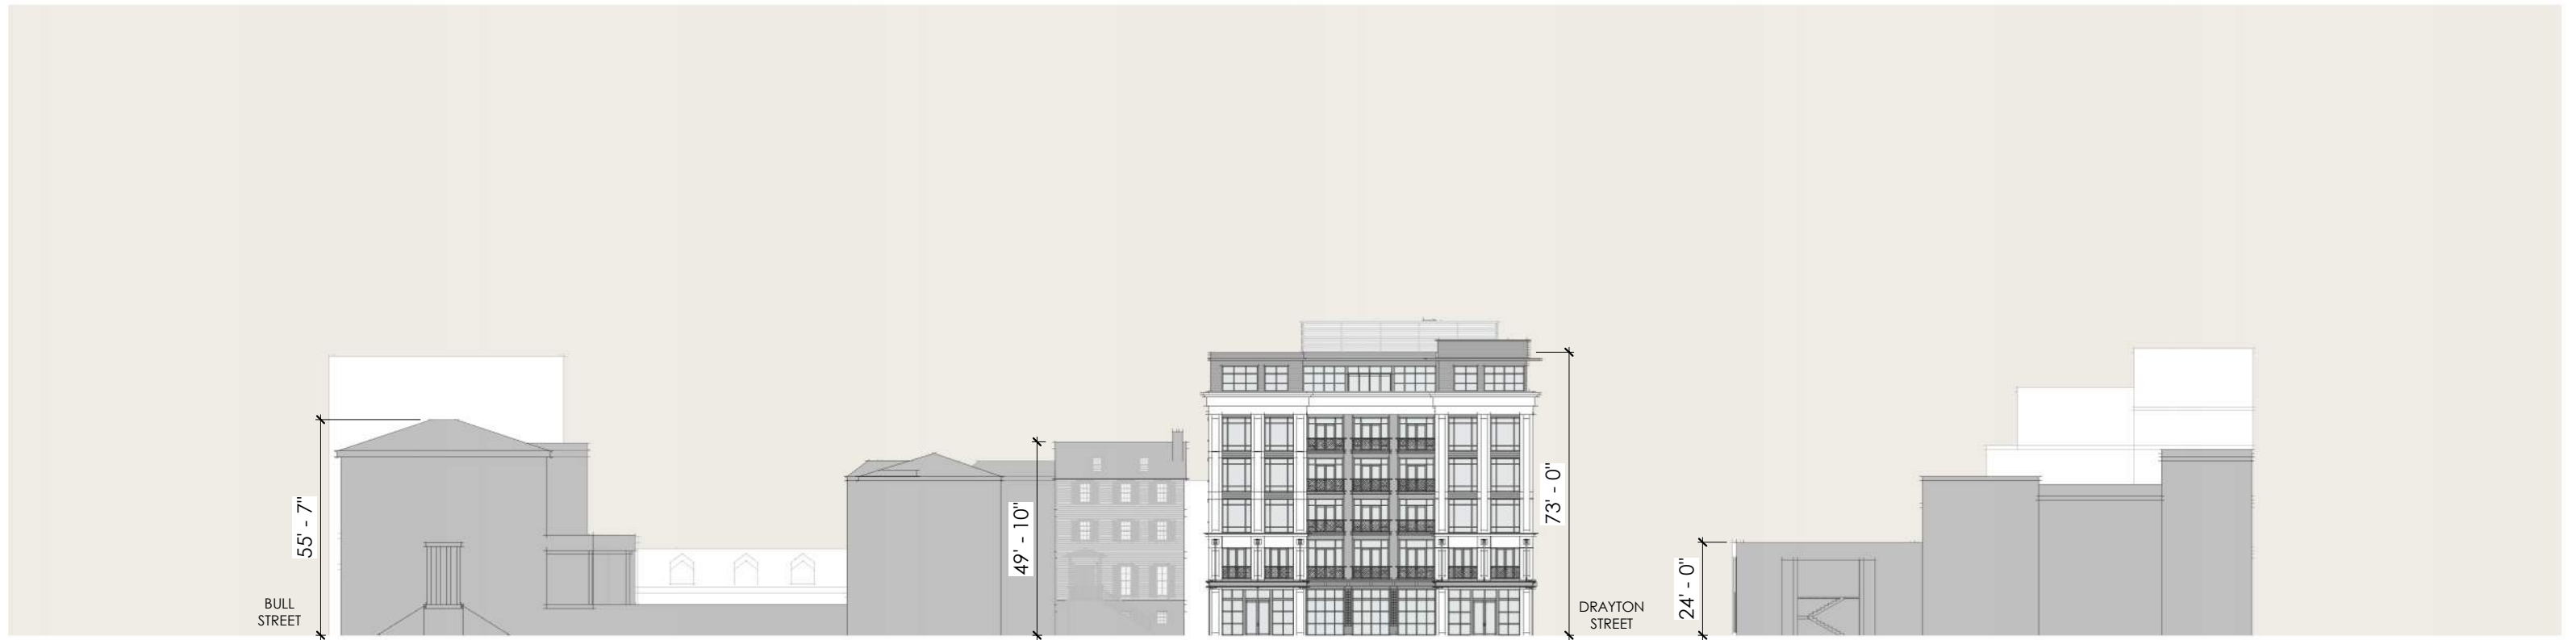 BULL
STREET
55' - 7"
49' - 10"
73' - 0"
DRAYTON
STREET
24' - 0"